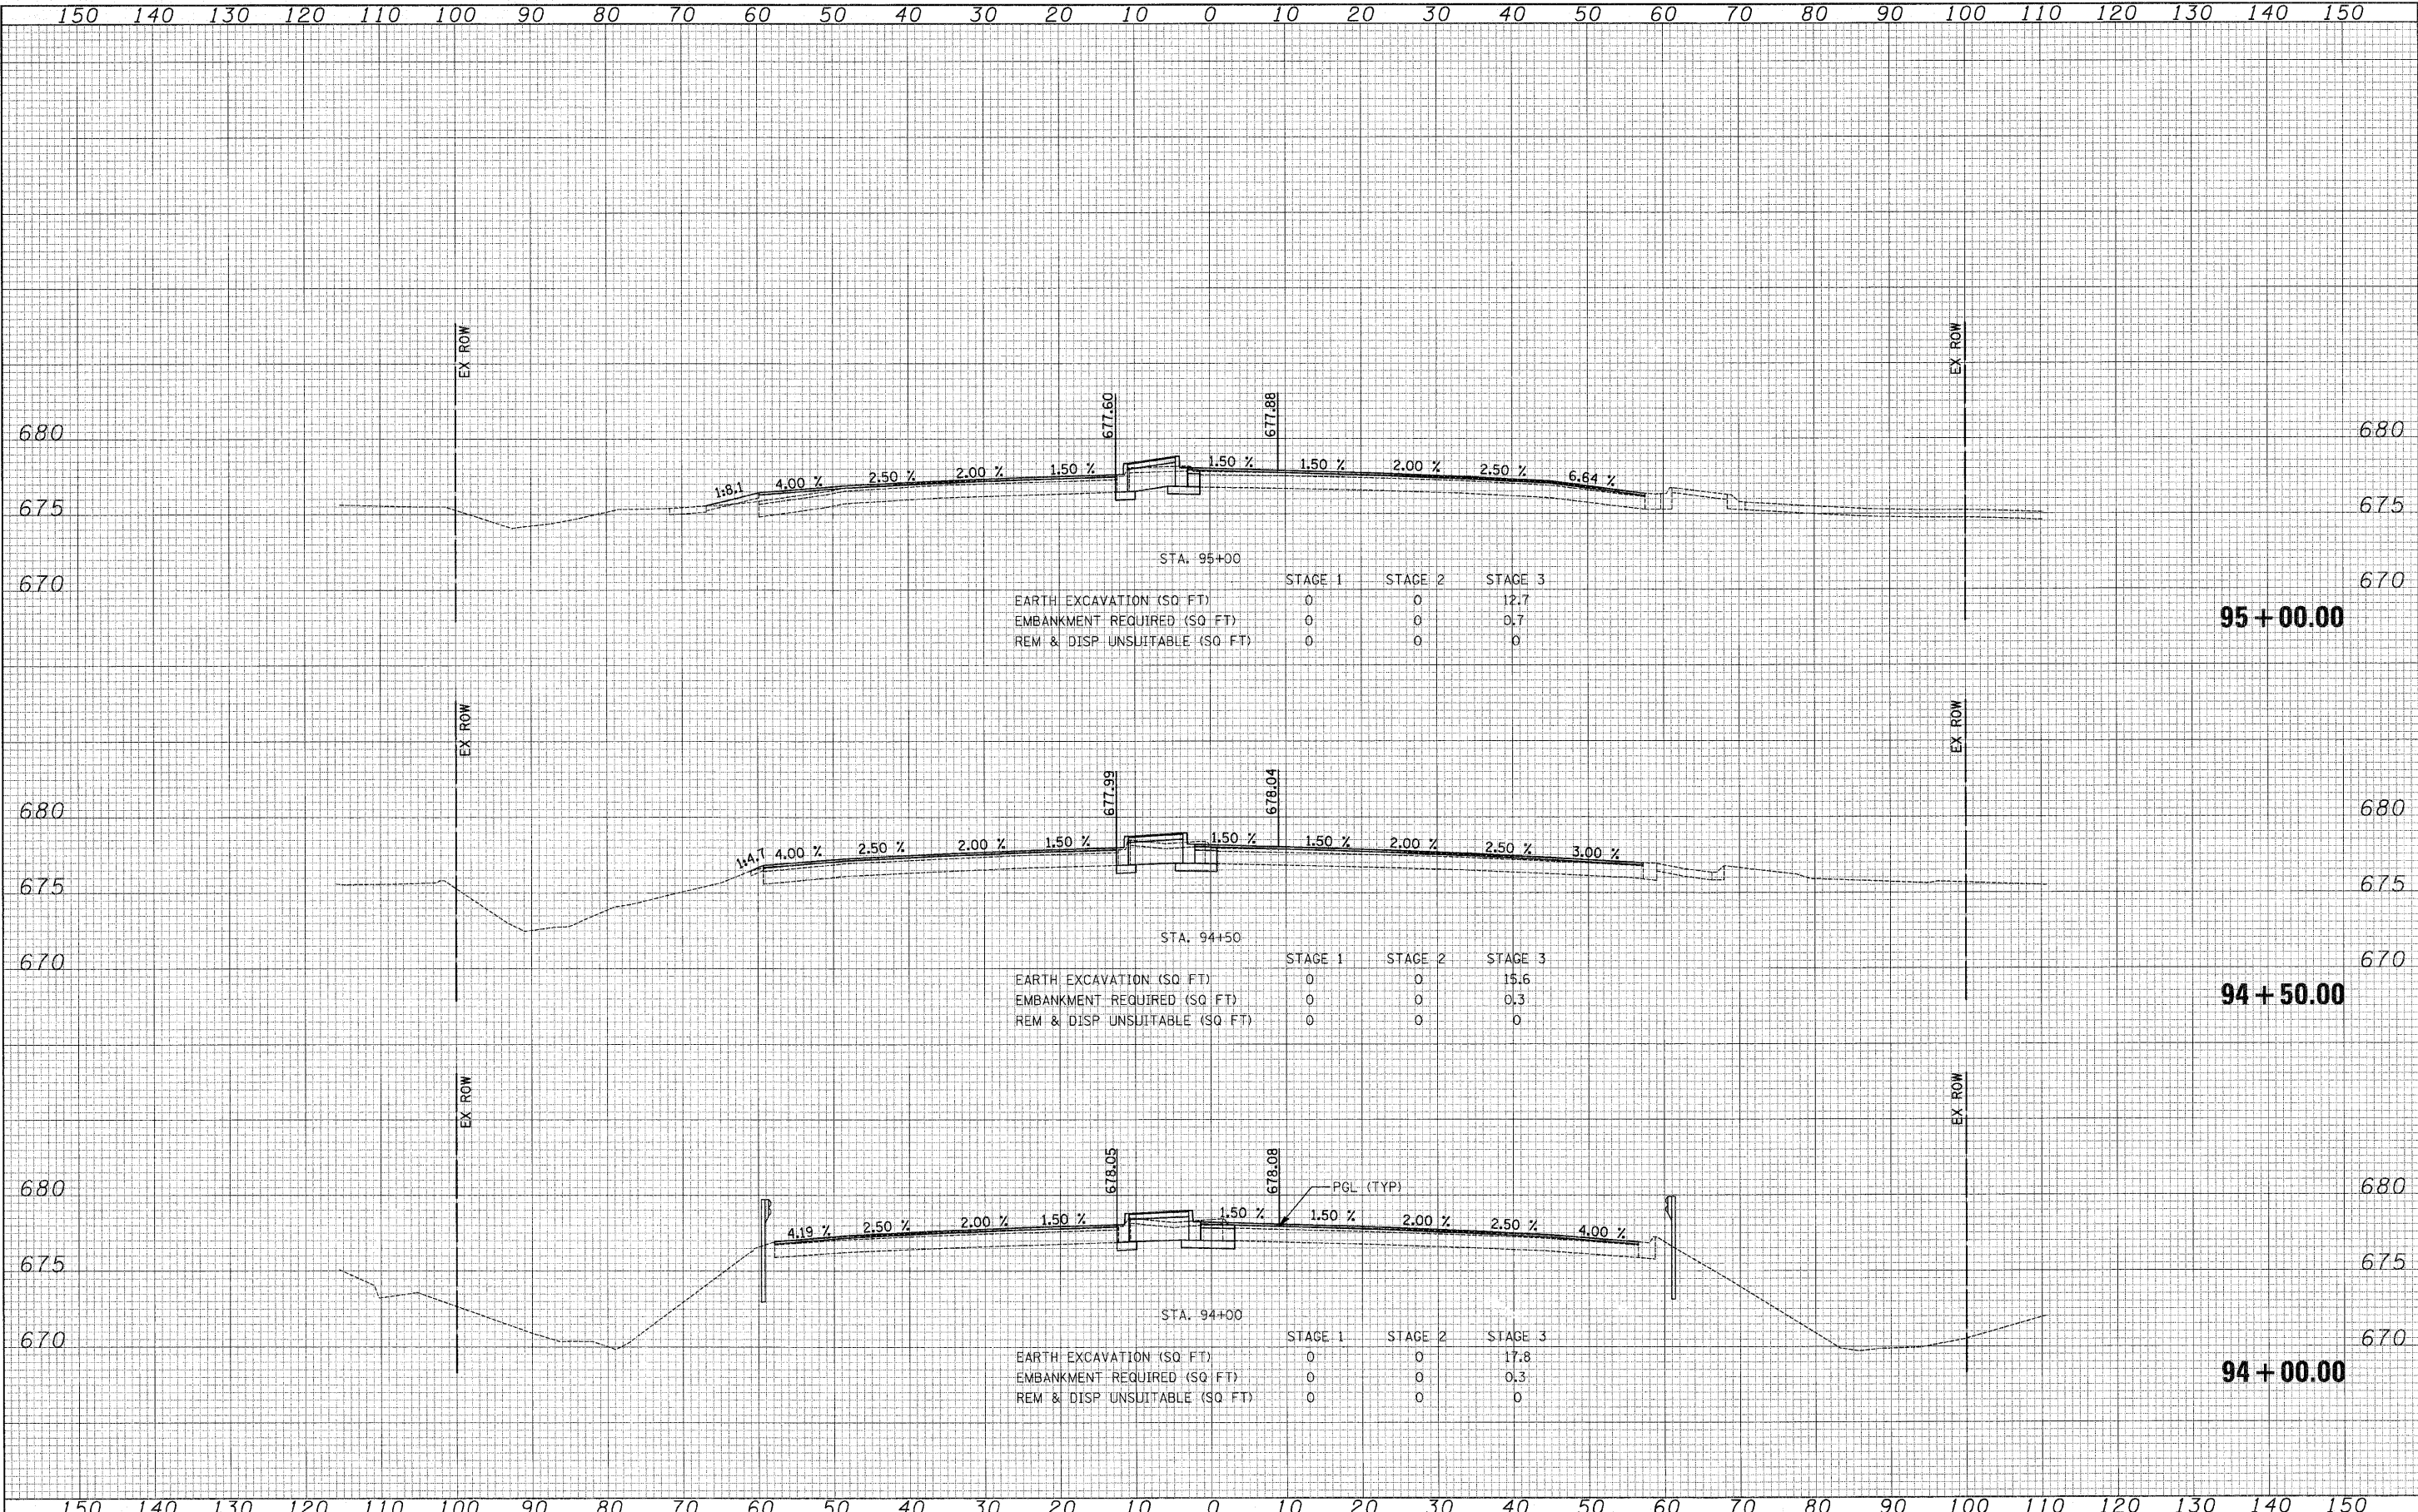 150 140 130 120 110 100 90 80 70 60 50 40 30 20 10 0 10 20 30 40 50 60 70 80 90 100 110 120 130 140 150
EX ROW
EX ROW
677.60
677.88
680
680
1:8.1
4.00 %
2.50 %
2.00 %
1.50 %
1.50 %
1.50 %
2.00 %
2.50 %
6.64 %
675
675
STA. 95+00
670
670
STAGE 1 STAGE 2 STAGE 3
EARTH EXCAVATION (SQ FT) 0 0 12.7
EMBANKMENT REQUIRED (SQ FT) 0 0 0.7
REM & DISP UNSUITABLE (SQ FT) 0 0 0
95+00.00
EX ROW
EX ROW
677.99
678.04
680
680
1:4.7
4.00 %
2.50 %
2.00 %
1.50 %
1.50 %
1.50 %
2.00 %
2.50 %
3.00 %
675
675
STA. 94+50
670
670
STAGE 1 STAGE 2 STAGE 3
EARTH EXCAVATION (SQ FT) 0 0 15.6
EMBANKMENT REQUIRED (SQ FT) 0 0 0.3
REM & DISP UNSUITABLE (SQ FT) 0 0 0
94+50.00
EX ROW
EX ROW
678.05
678.08
PGL (TYP)
680
680
4.19 %
2.50 %
2.00 %
1.50 %
1.50 %
1.50 %
2.00 %
2.50 %
4.00 %
675
675
STA. 94+00
670
670
STAGE 1 STAGE 2 STAGE 3
EARTH EXCAVATION (SQ FT) 0 0 17.8
EMBANKMENT REQUIRED (SQ FT) 0 0 0.3
REM & DISP UNSUITABLE (SQ FT) 0 0 0
94+00.00
150 140 130 120 110 100 90 80 70 60 50 40 30 20 10 0 10 20 30 40 50 60 70 80 90 100 110 120 130 140 150